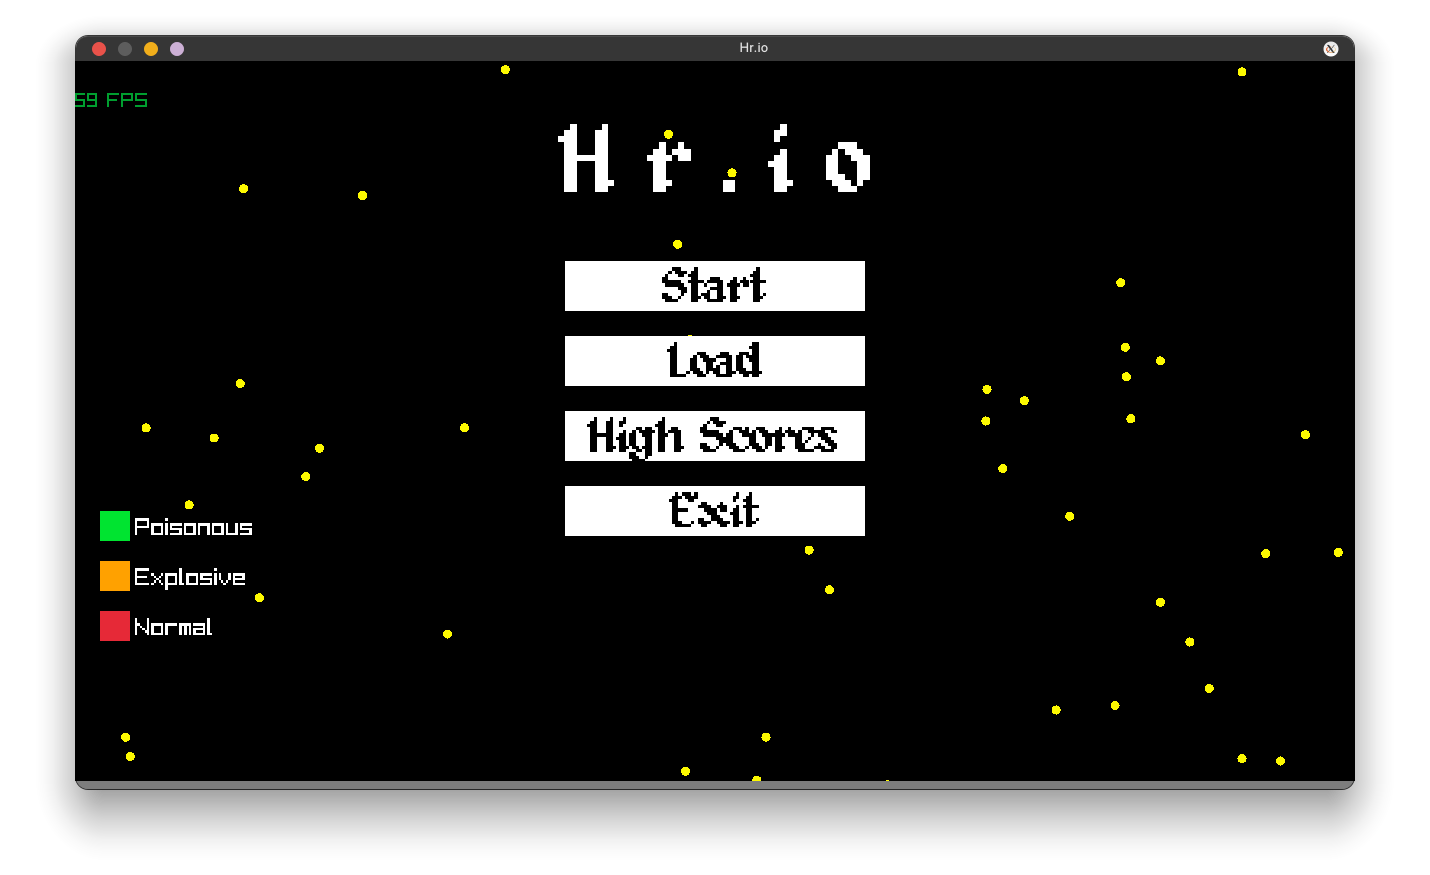 Hr.io
59 FPS
Hr.io
Start
Load
High Scores
Exit
Poisonous
Explosive
Normal